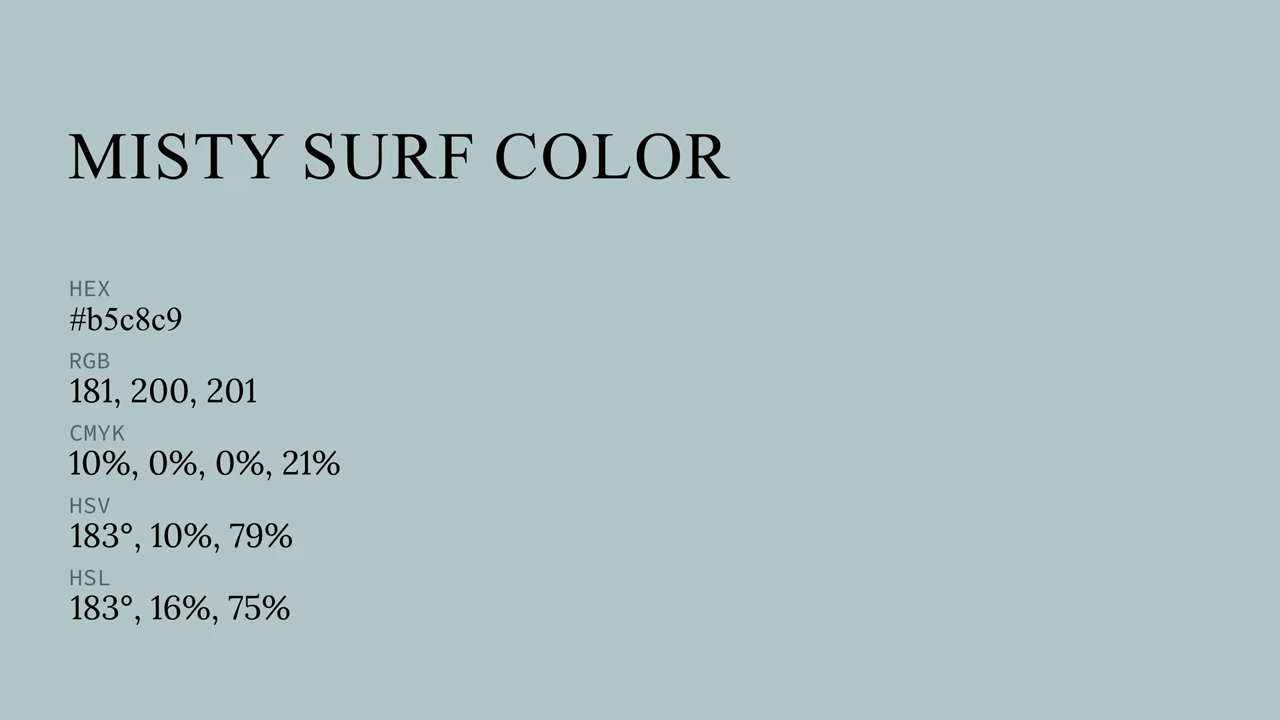 MISTY SURF COLOR
HEX
#b5c8c9
RGB
181, 200, 201
CMYK
10%, 0%, 0%, 21%
HSV
183°, 10%, 79%
HSL
183°, 16%, 75%